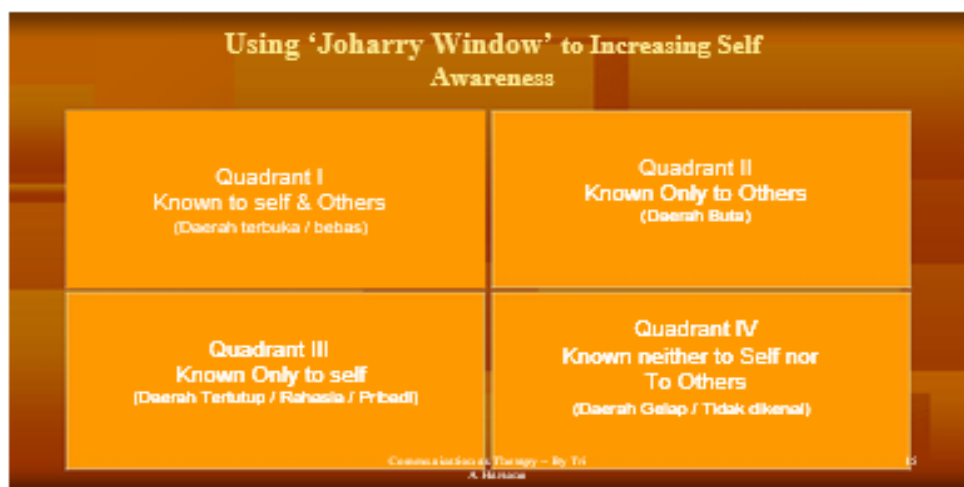 Using ‘Joharry Window’ to Increasing Self
Awareness
Quadrant I
Known to self & Others
(Daerah terbuka / bebas)
Quadrant II
Known Only to Others
(Daerah Buta)
Quadrant III
Known Only to self
(Daerah Tertutup / Rahasia / Pribadi)
Quadrant IV
Known neither to Self nor
To Others
(Daerah Gelap / Tidak dikenal)
Communication as Therapy – By Tri
A